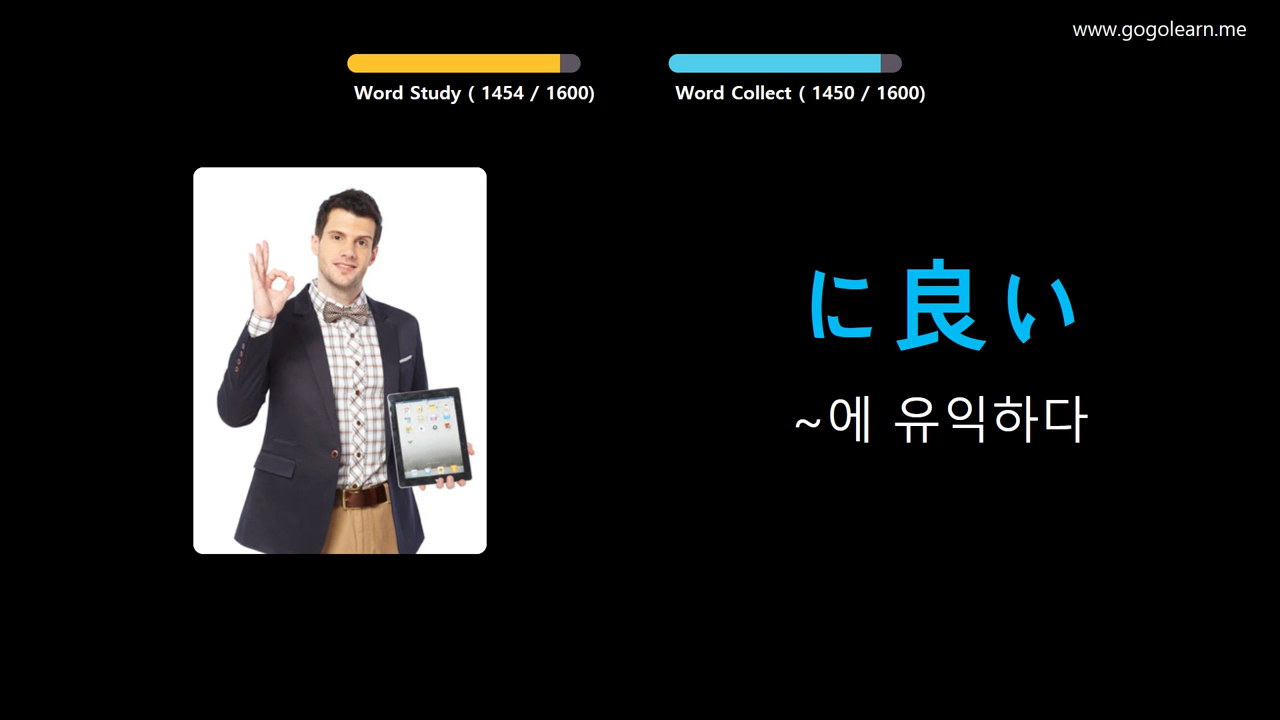 www.gogolearn.me
Word Study ( 1454 / 1600)
Word Collect ( 1450 / 1600)
に良い
~에 유익하다